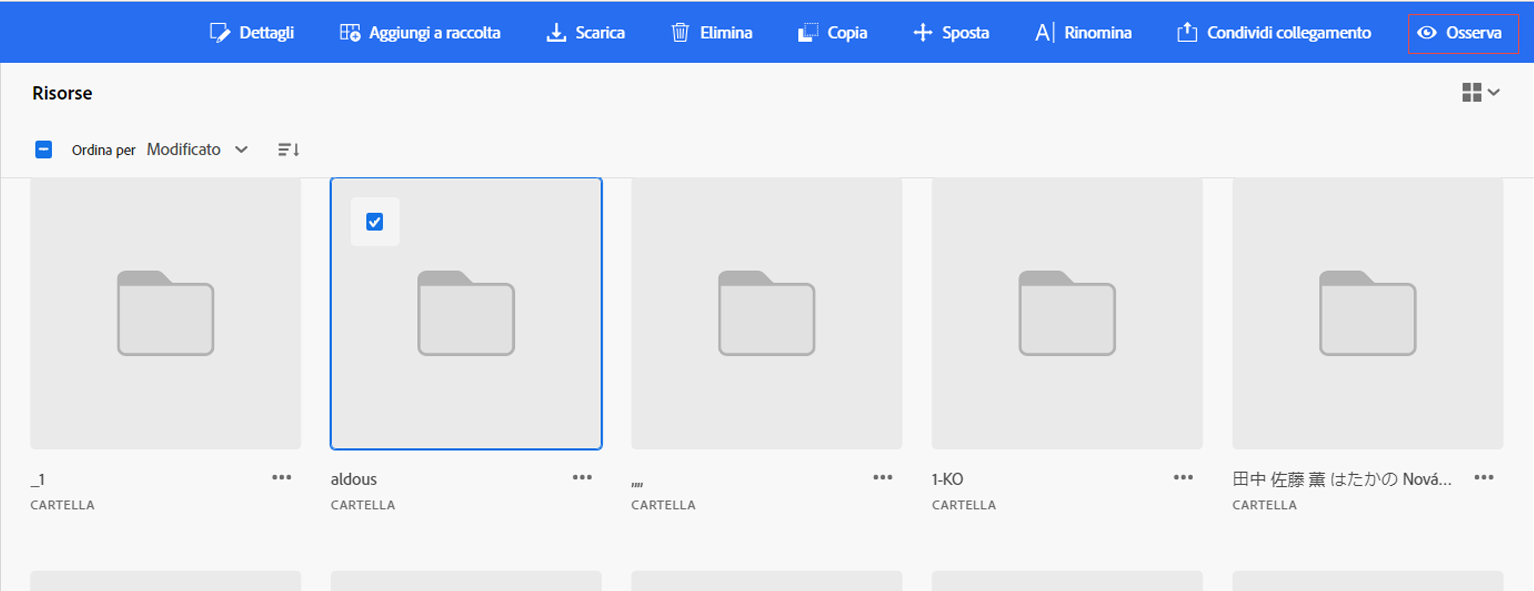 Dettagli Aggiungi a raccolta Scarica Elimina Copia Sposta Rinomina Condividi collegamento Osserva
Risorse
Ordina per Modificato
_1 aldous ,,,, 1-KO 田中 佐藤 薫 はたかの Nová...
CARTELLA CARTELLA CARTELLA CARTELLA CARTELLA